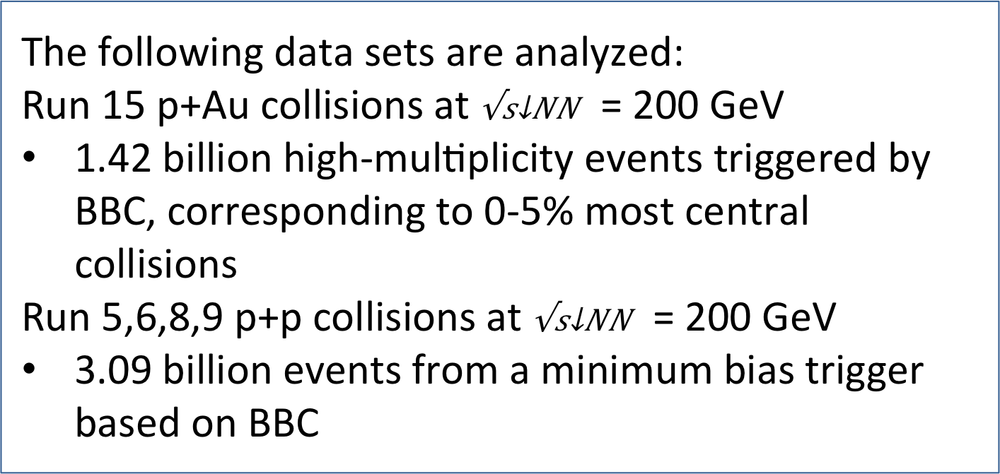 The following data sets are analyzed:
Run 15 p+Au collisions at √s↓NN = 200 GeV
• 1.42 billion high-multiplicity events triggered by
BBC, corresponding to 0-5% most central
collisions
Run 5,6,8,9 p+p collisions at √s↓NN = 200 GeV
• 3.09 billion events from a minimum bias trigger
based on BBC